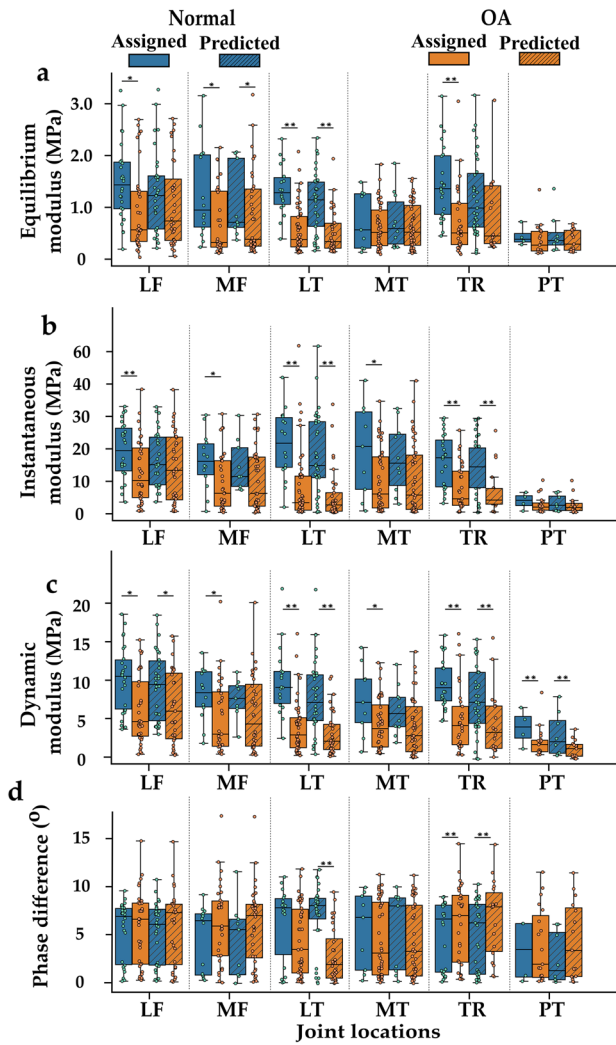 Normal OA
Assigned Predicted Assigned Predicted
a
Equilibrium
modulus (MPa)
3.0
2.0
1.0
0
* * * ** ** **
LF MF LT MT TR PT
b
Instantaneous
modulus (MPa)
60
40
30
20
10
0
** * ** ** * ** **
LF MF LT MT TR PT
c
Dynamic
modulus (MPa)
20
15
10
5
0
* * * ** ** * ** ** ** **
LF MF LT MT TR PT
d
Phase difference (º)
15
10
5
0
** ** **
LF MF LT MT TR PT
Joint locations